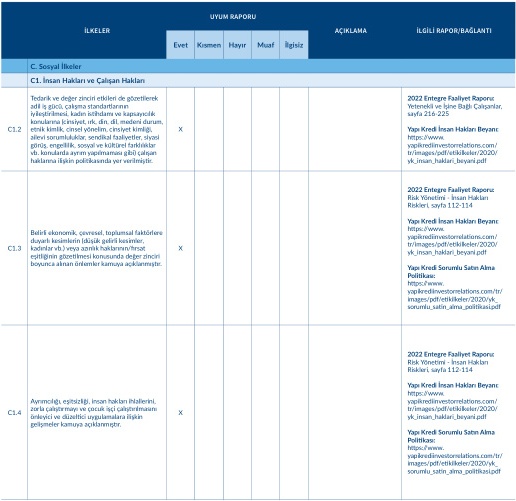 İLKELER
UYUM RAPORU
Evet Kısmen Hayır Muaf İlgisiz
AÇIKLAMA
İLGİLİ RAPOR/BAĞLANTI
C. Sosyal İlkeler
C1. İnsan Hakları ve Çalışan Hakları
C1.2
Tedarik ve değer zinciri etkileri de gözetilerek
adil iş gücü, çalışma standartlarının
iyileştirilmesi, kadın istihdamı ve kapsayıcılık
konularına (cinsiyet, ırk, din, dil, medeni durum,
etnik kimlik, cinsel yönelim, cinsiyet kimliği,
ailevi sorumluluklar, sendikal faaliyetler, siyasi
görüş, engellilik, sosyal ve kültürel farklılıklar
vb. konularda ayrım yapılmaması gibi) çalışan
haklarına ilişkin politikasında yer verilmiştir.
X
2022 Entegre Faaliyet Raporu:
Yetenekli ve İşine Bağlı Çalışanlar,
sayfa 216-225
Yapı Kredi İnsan Hakları Beyanı:
https://www.
yapikrediinvestorrelations.com/
tr/images/pdf/etikilkeler/2020/
yk_insan_haklari_beyani.pdf
C1.3
Belirli ekonomik, çevresel, toplumsal faktörlere
duyarlı kesimlerin (düşük gelirli kesimler,
kadınlar vb.) veya azınlık haklarının/fırsat
eşitliğinin gözetilmesi konusunda değer zinciri
boyunca alınan önlemler kamuya açıklanmıştır.
X
2022 Entegre Faaliyet Raporu:
Risk Yönetimi - İnsan Hakları
Riskleri, sayfa 112-114
Yapı Kredi İnsan Hakları Beyanı:
https://www.
yapikrediinvestorrelations.com/
tr/images/pdf/etikilkeler/2020/
yk_insan_haklari_beyani.pdf
Yapı Kredi Sorumlu Satın Alma
Politikası:
https://www.
yapikrediinvestorrelations.com/tr/
images/pdf/etikilkeler/2020/yk_
sorumlu_satin_alma_politikasi.pdf
C1.4
Ayrımcılığı, eşitsizliği, insan hakları ihlallerini,
zorla çalıştırmayı ve çocuk işçi çalıştırılmasını
önleyici ve düzeltici uygulamalara ilişkin
gelişmeler kamuya açıklanmıştır.
X
2022 Entegre Faaliyet Raporu:
Risk Yönetimi - İnsan Hakları
Riskleri, sayfa 112-114
Yapı Kredi İnsan Hakları Beyanı:
https://www.
yapikrediinvestorrelations.com/
tr/images/pdf/etikilkeler/2020/
yk_insan_haklari_beyani.pdf
Yapı Kredi Sorumlu Satın Alma
Politikası:
https://www.
yapikrediinvestorrelations.com/tr/
images/pdf/etikilkeler/2020/yk_
sorumlu_satin_alma_politikasi.pdf